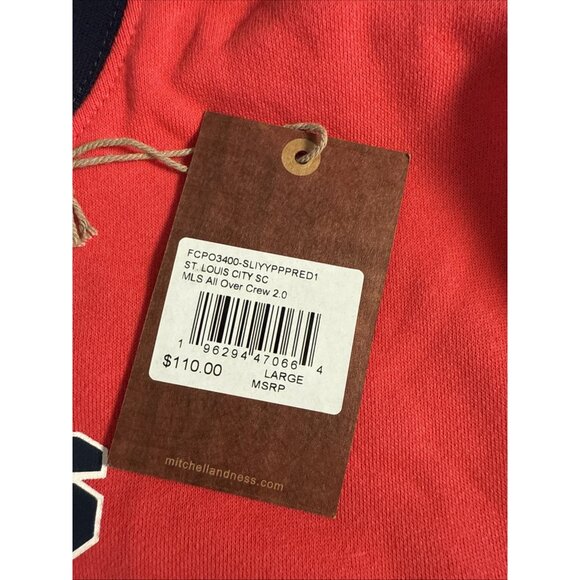 FCPO3400-SLIYYPPPRED1
ST. LOUIS CITY SC
MLS All Over Crew 2.0
1 96294 47066 4
$110.00 LARGE
MSRP
mitchellandness.com